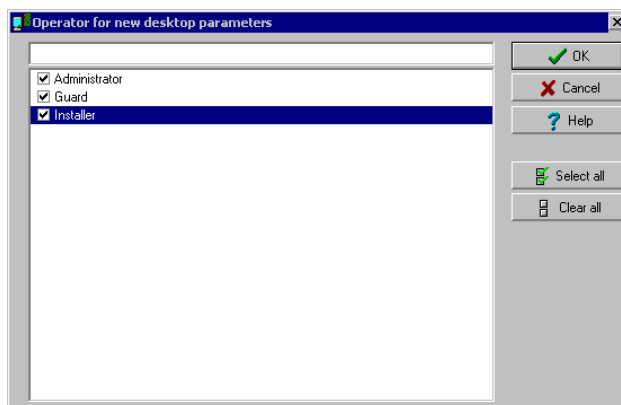 Operator for new desktop parameters
OK
Administrator
Cancel
Guard
Installer
Help
Select all
Clear all